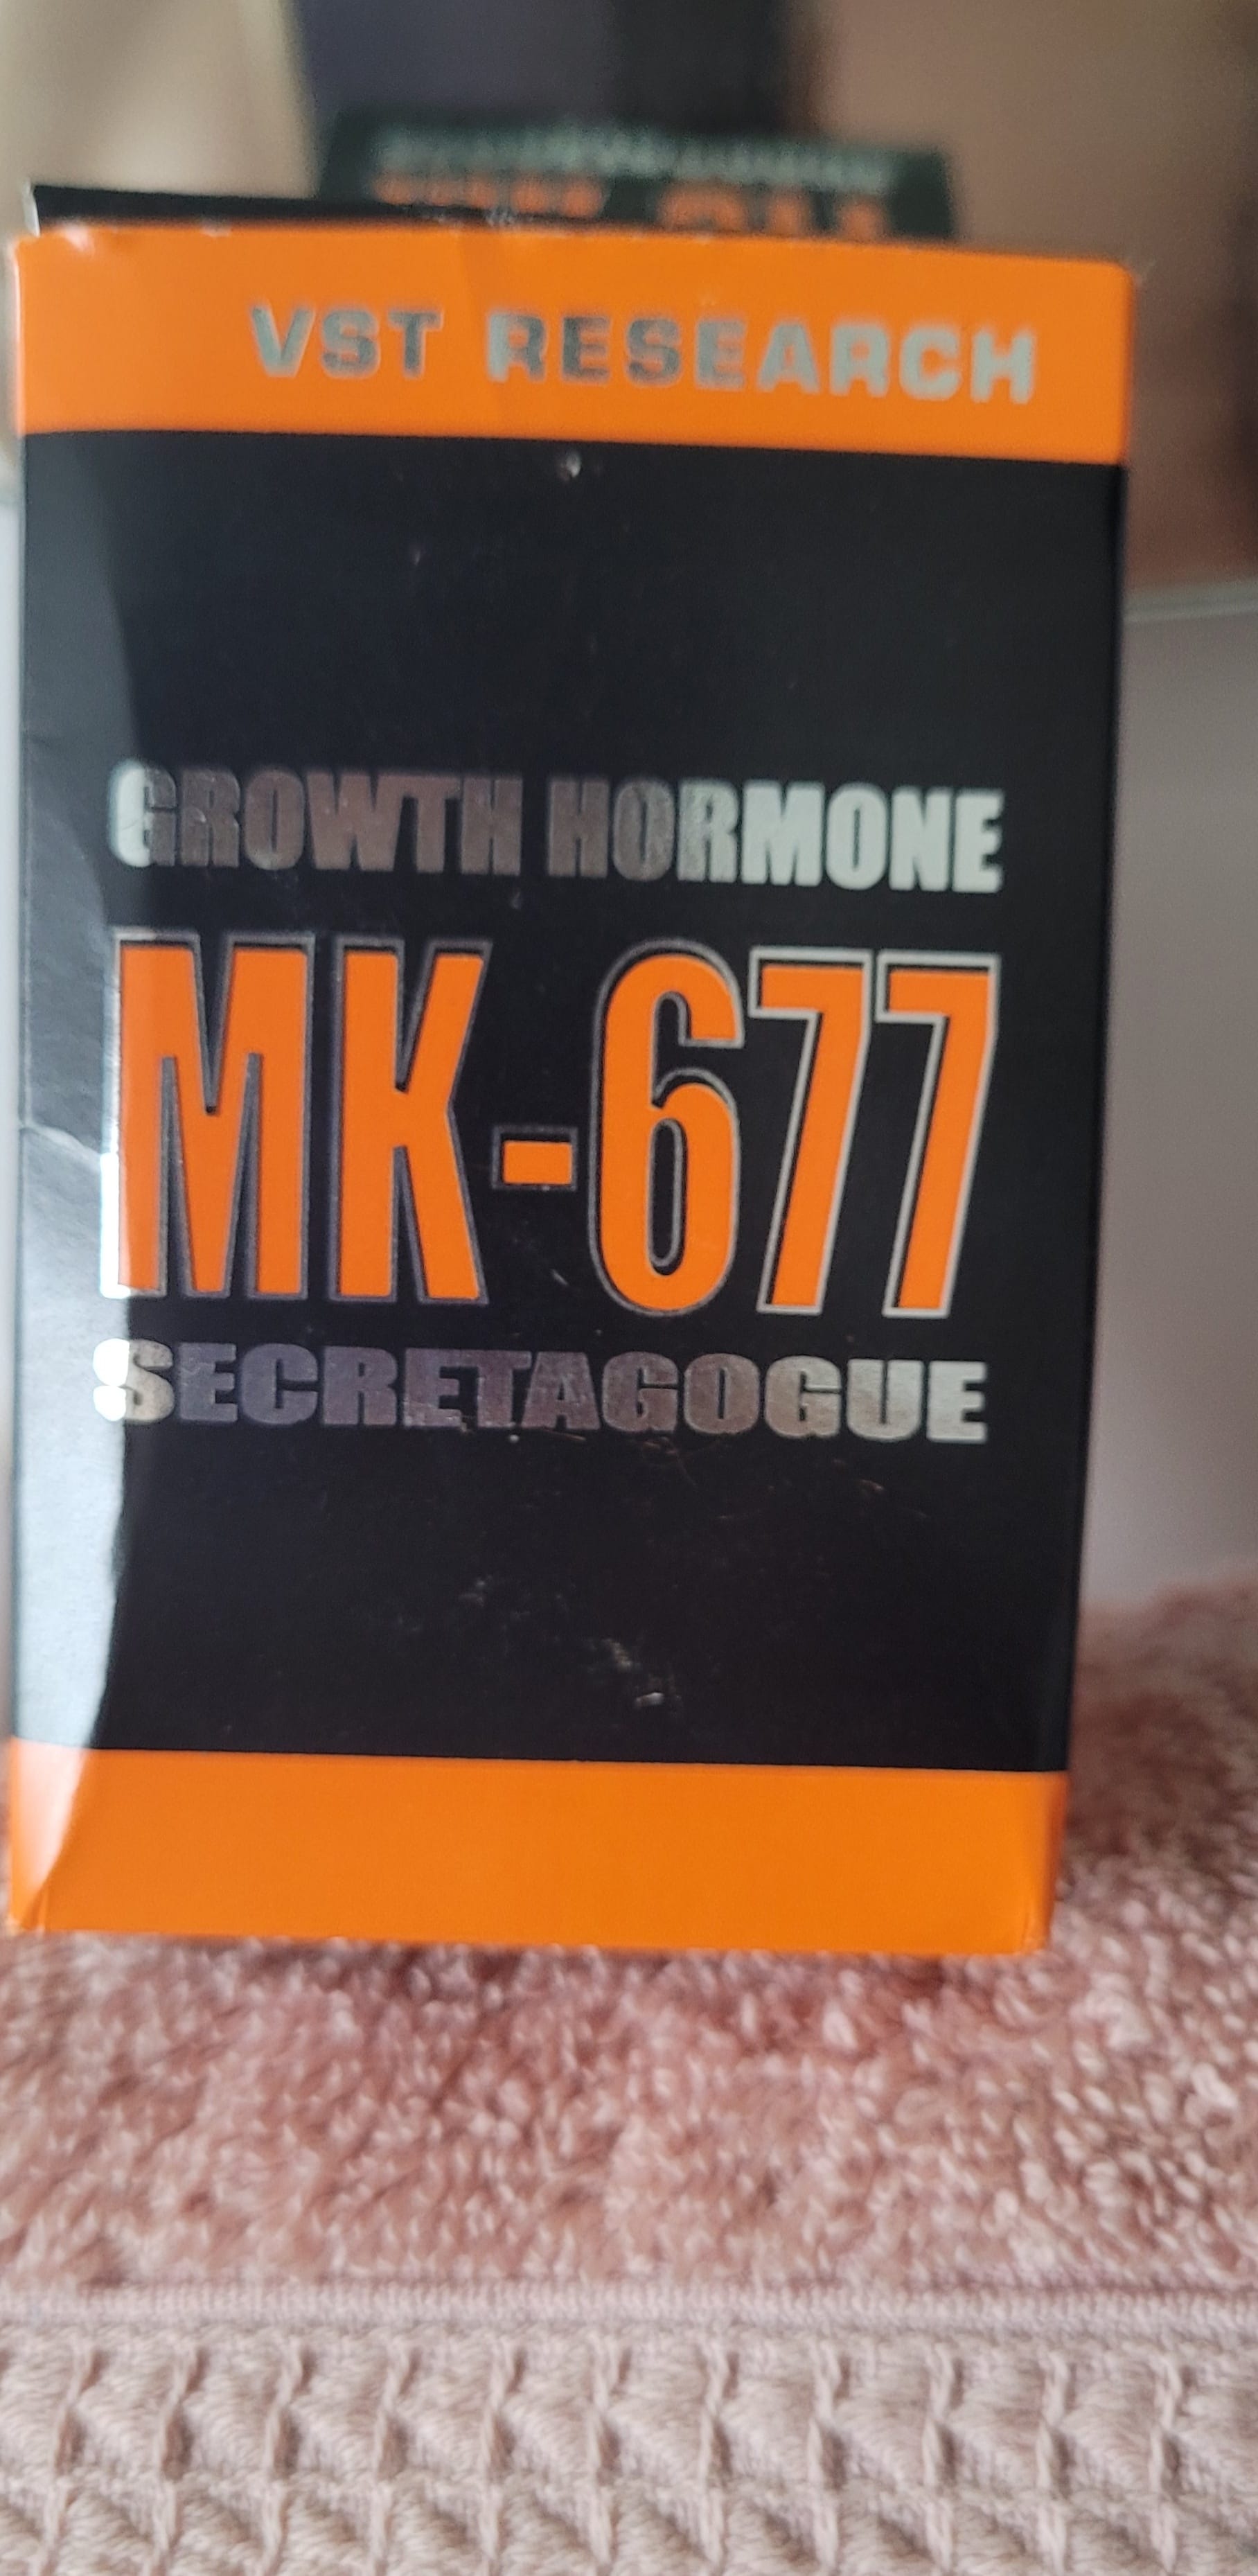 VST RESEARCH
GROWTH HORMONE
MK-677
SECRETAGOGUE